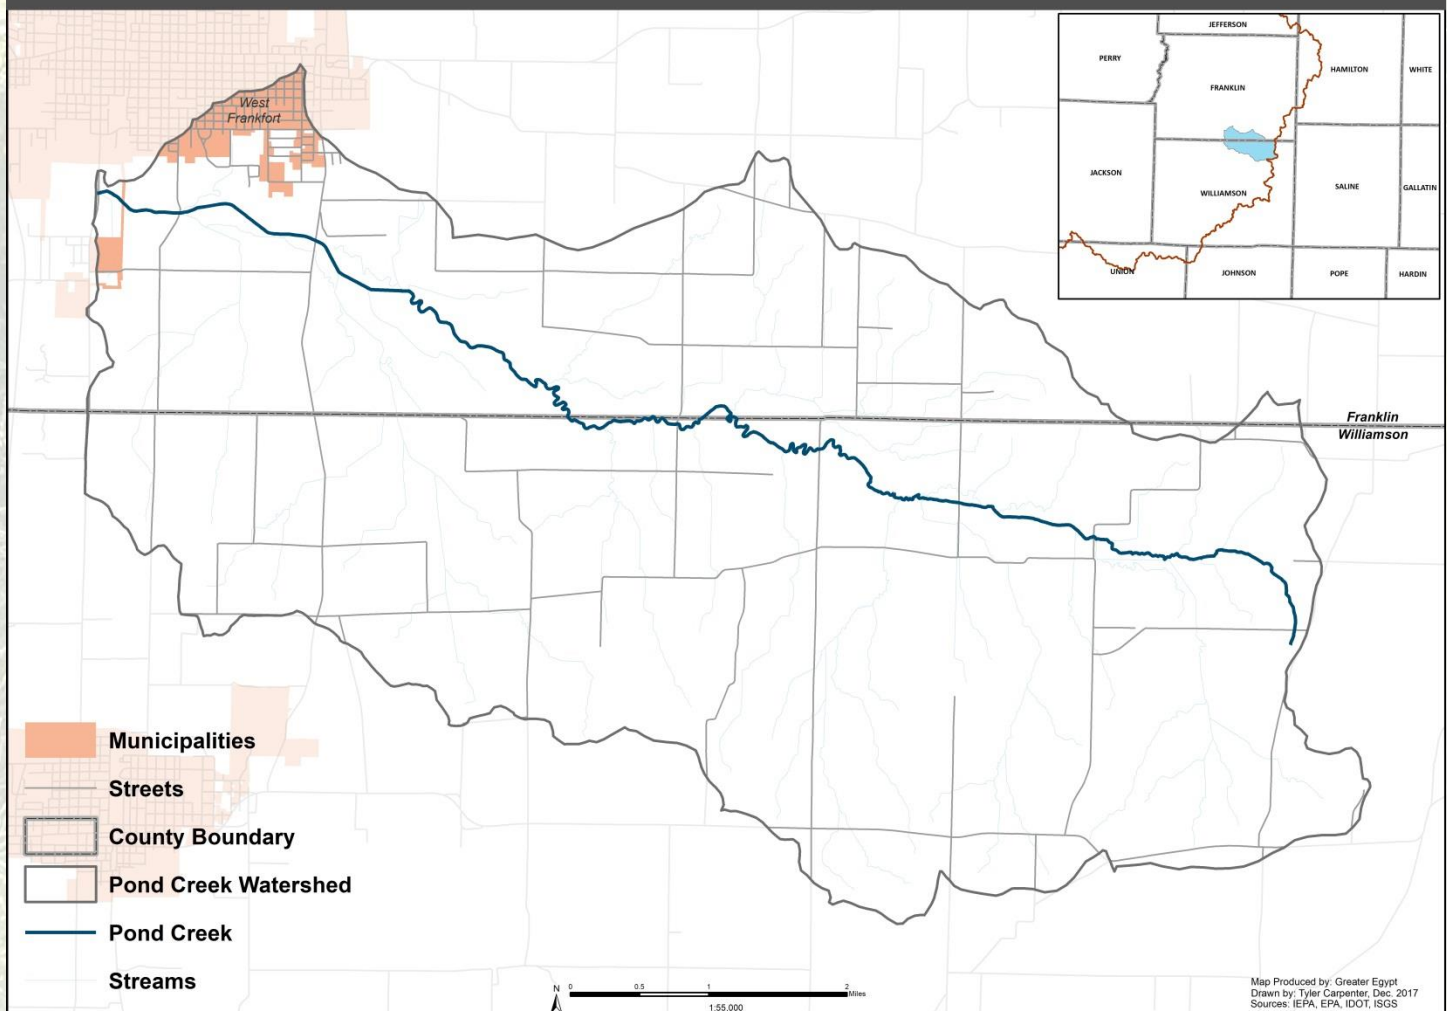 JEFFERSON
PERRY
HAMILTON
WHITE
FRANKLIN
JACKSON
WILLIAMSON
SALINE
GALLATIN
UNION
JOHNSON
POPE
HARDIN
West
Frankfort
Franklin
Williamson
Municipalities
Streets
County Boundary
Pond Creek Watershed
Pond Creek
Streams
N
0 0.5 1 2
Miles
1:55,000
Map Produced by: Greater Egypt
Drawn by: Tyler Carpenter, Dec. 2017
Sources: IEPA, EPA, IDOT, ISGS